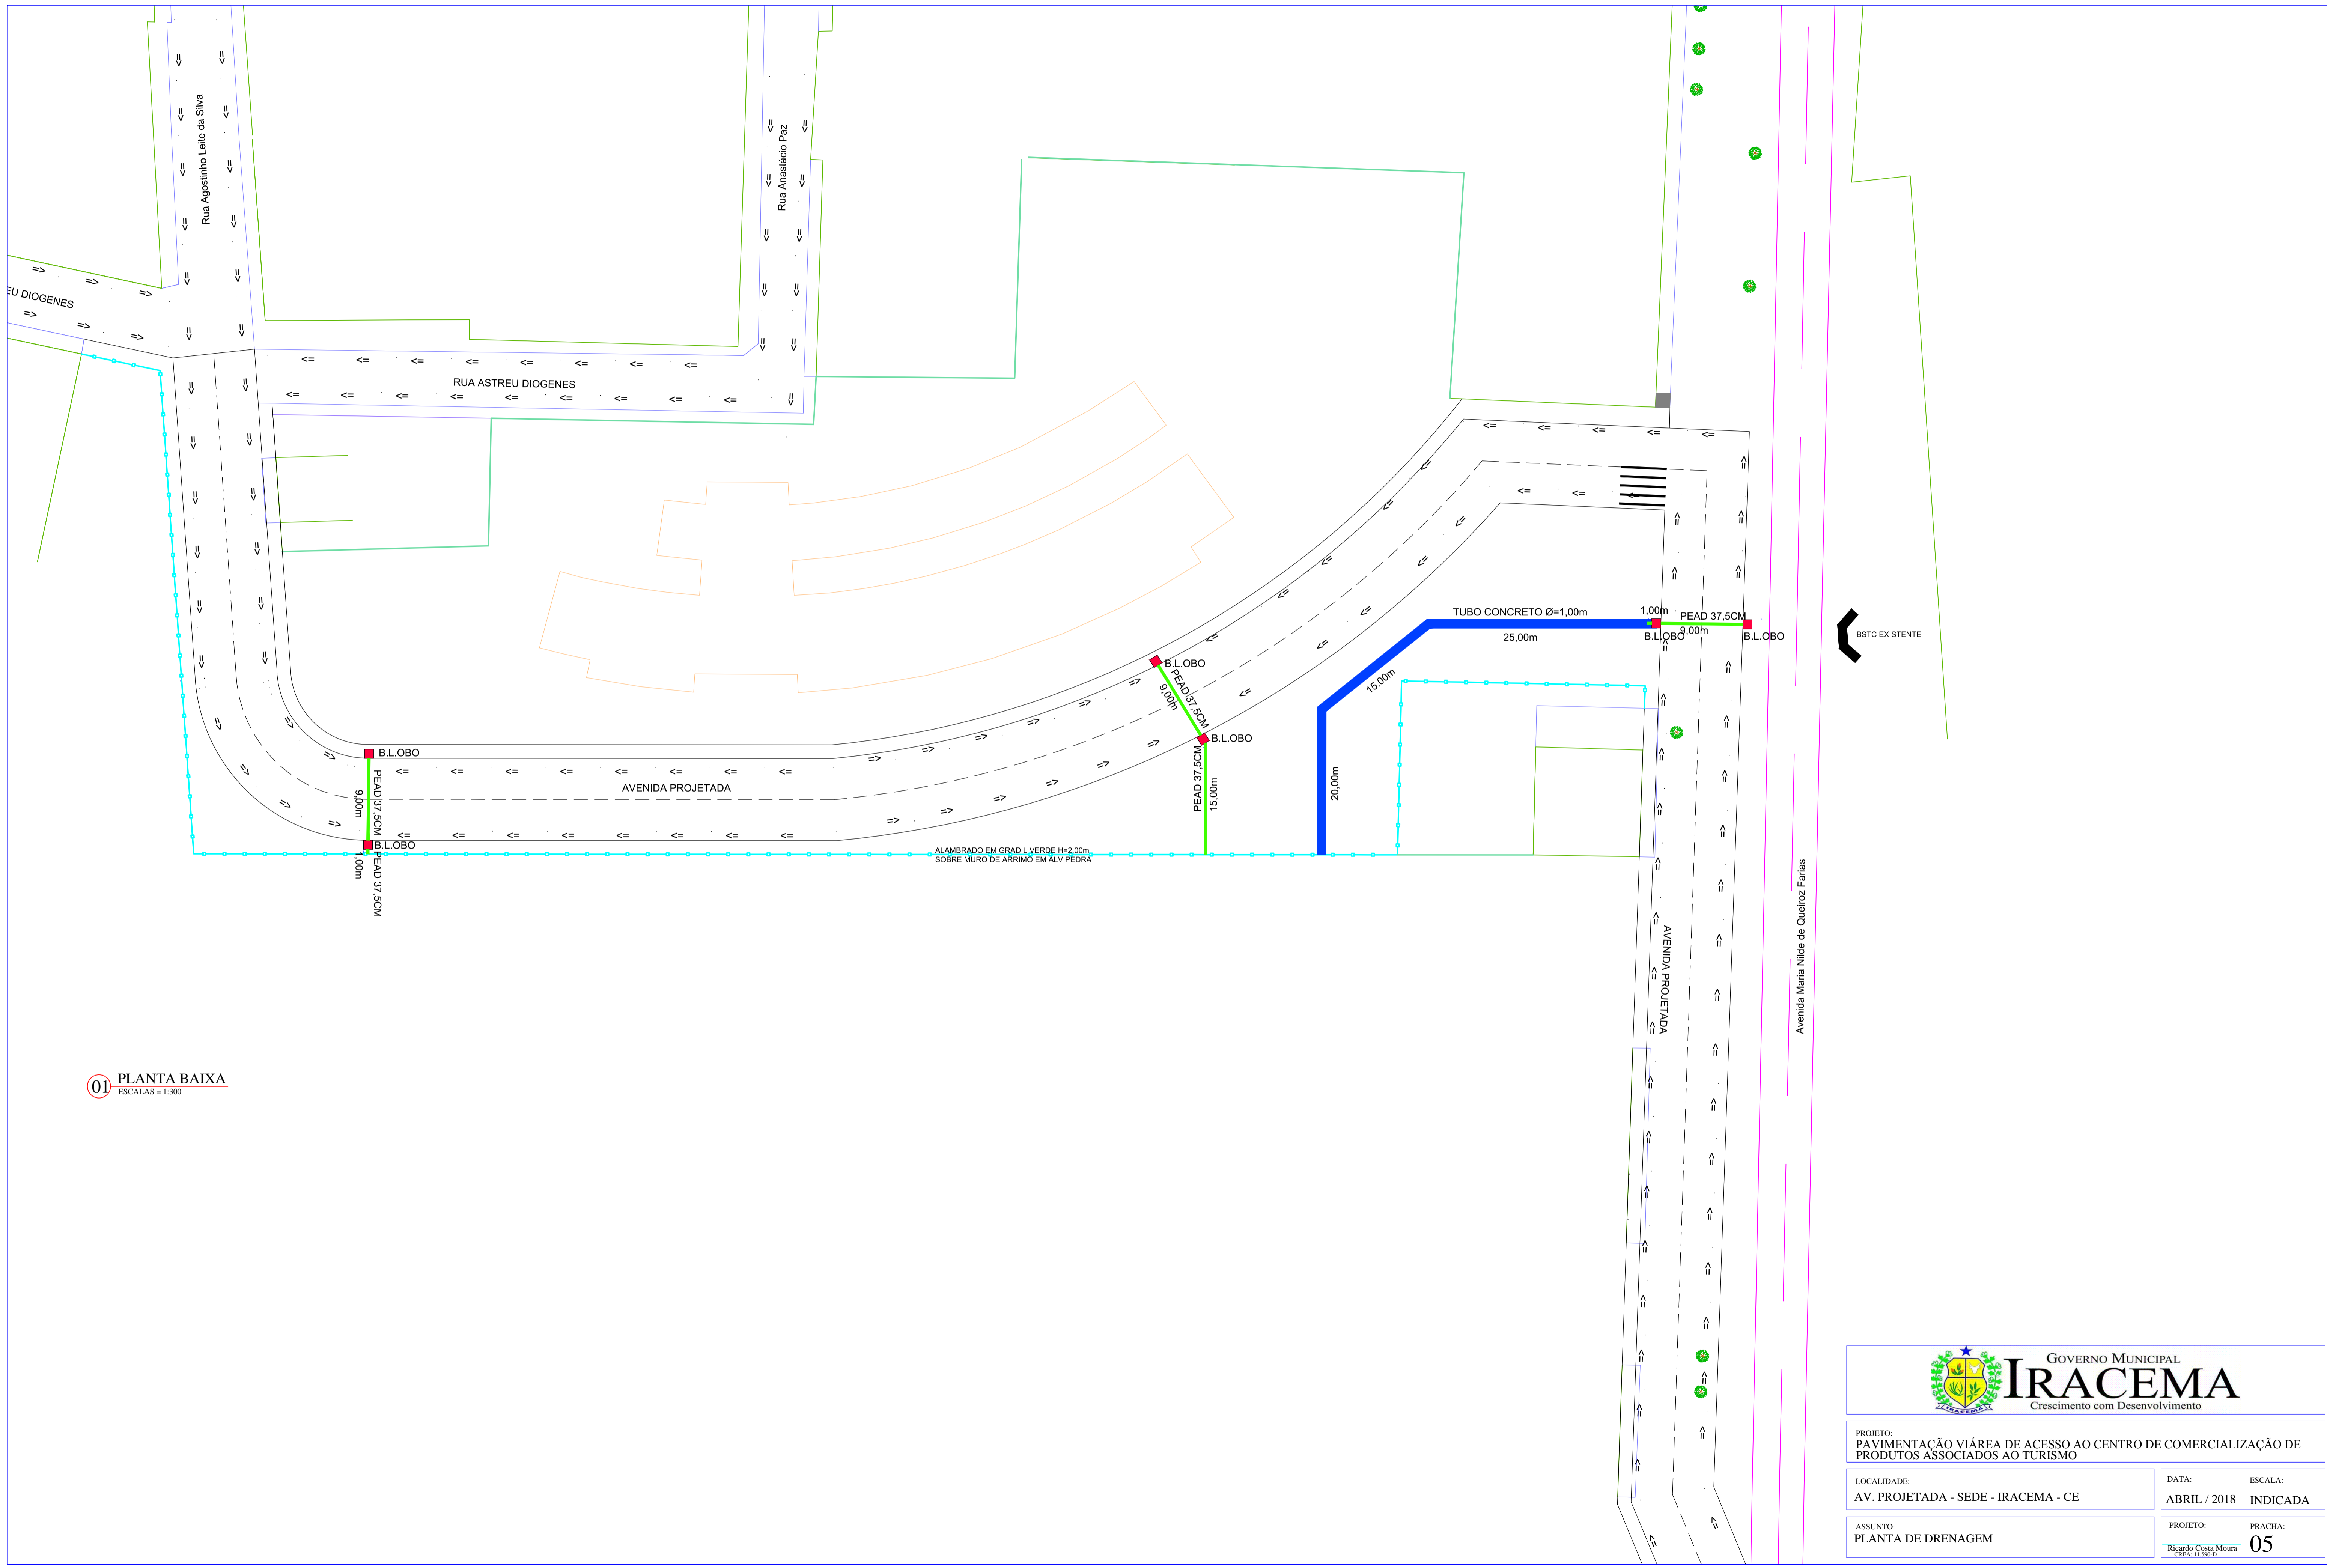 Rua Agostinho Leite da Silva
Rua Anastácio Paz
EU DIOGENES
RUA ASTREU DIOGENES
TUBO CONCRETO Ø=1,00m
25,00m
1,00m
PEAD 37,5CM
9,00m
B.L.OBO
B.L.OBO
BSTC EXISTENTE
15,00m
20,00m
B.L.OBO
PEAD 37,5CM
9,00m
B.L.OBO
PEAD 37,5CM
15,00m
B.L.OBO
PEAD 37,5CM
9,00m
B.L.OBO
1,00m
PEAD 37,5CM
AVENIDA PROJETADA
ALAMBRADO EM GRADIL VERDE H=2,00m
SOBRE MURO DE ARRIMO EM ALV.PEDRA
AVENIDA PROJETADA
Avenida Maria Nilde de Queiroz Farias
01 PLANTA BAIXA
ESCALAS = 1:300
GOVERNO MUNICIPAL
IRACEMA
Crescimento com Desenvolvimento
IRACEMA
PROJETO:
PAVIMENTAÇÃO VIÁREA DE ACESSO AO CENTRO DE COMERCIALIZAÇÃO DE
PRODUTOS ASSOCIADOS AO TURISMO
LOCALIDADE:
AV. PROJETADA - SEDE - IRACEMA - CE
DATA:
ABRIL / 2018
ESCALA:
INDICADA
ASSUNTO:
PLANTA DE DRENAGEM
PROJETO:
Ricardo Costa Moura
CREA: 11.590-D
PRACHA:
05